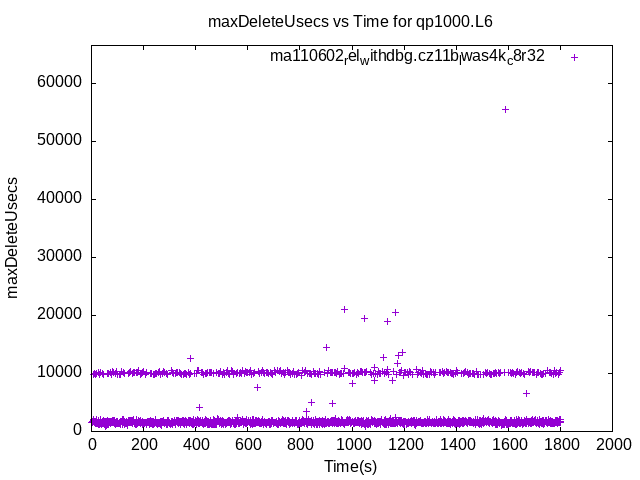 maxDeleteUsecs vs Time for qp1000.L6
ma110602relwithdbg.cz11blwas4kc8r32
60000
50000
40000
30000
20000
10000
0
maxDeleteUsecs
0 200 400 600 800 1000 1200 1400 1600 1800 2000
Time(s)